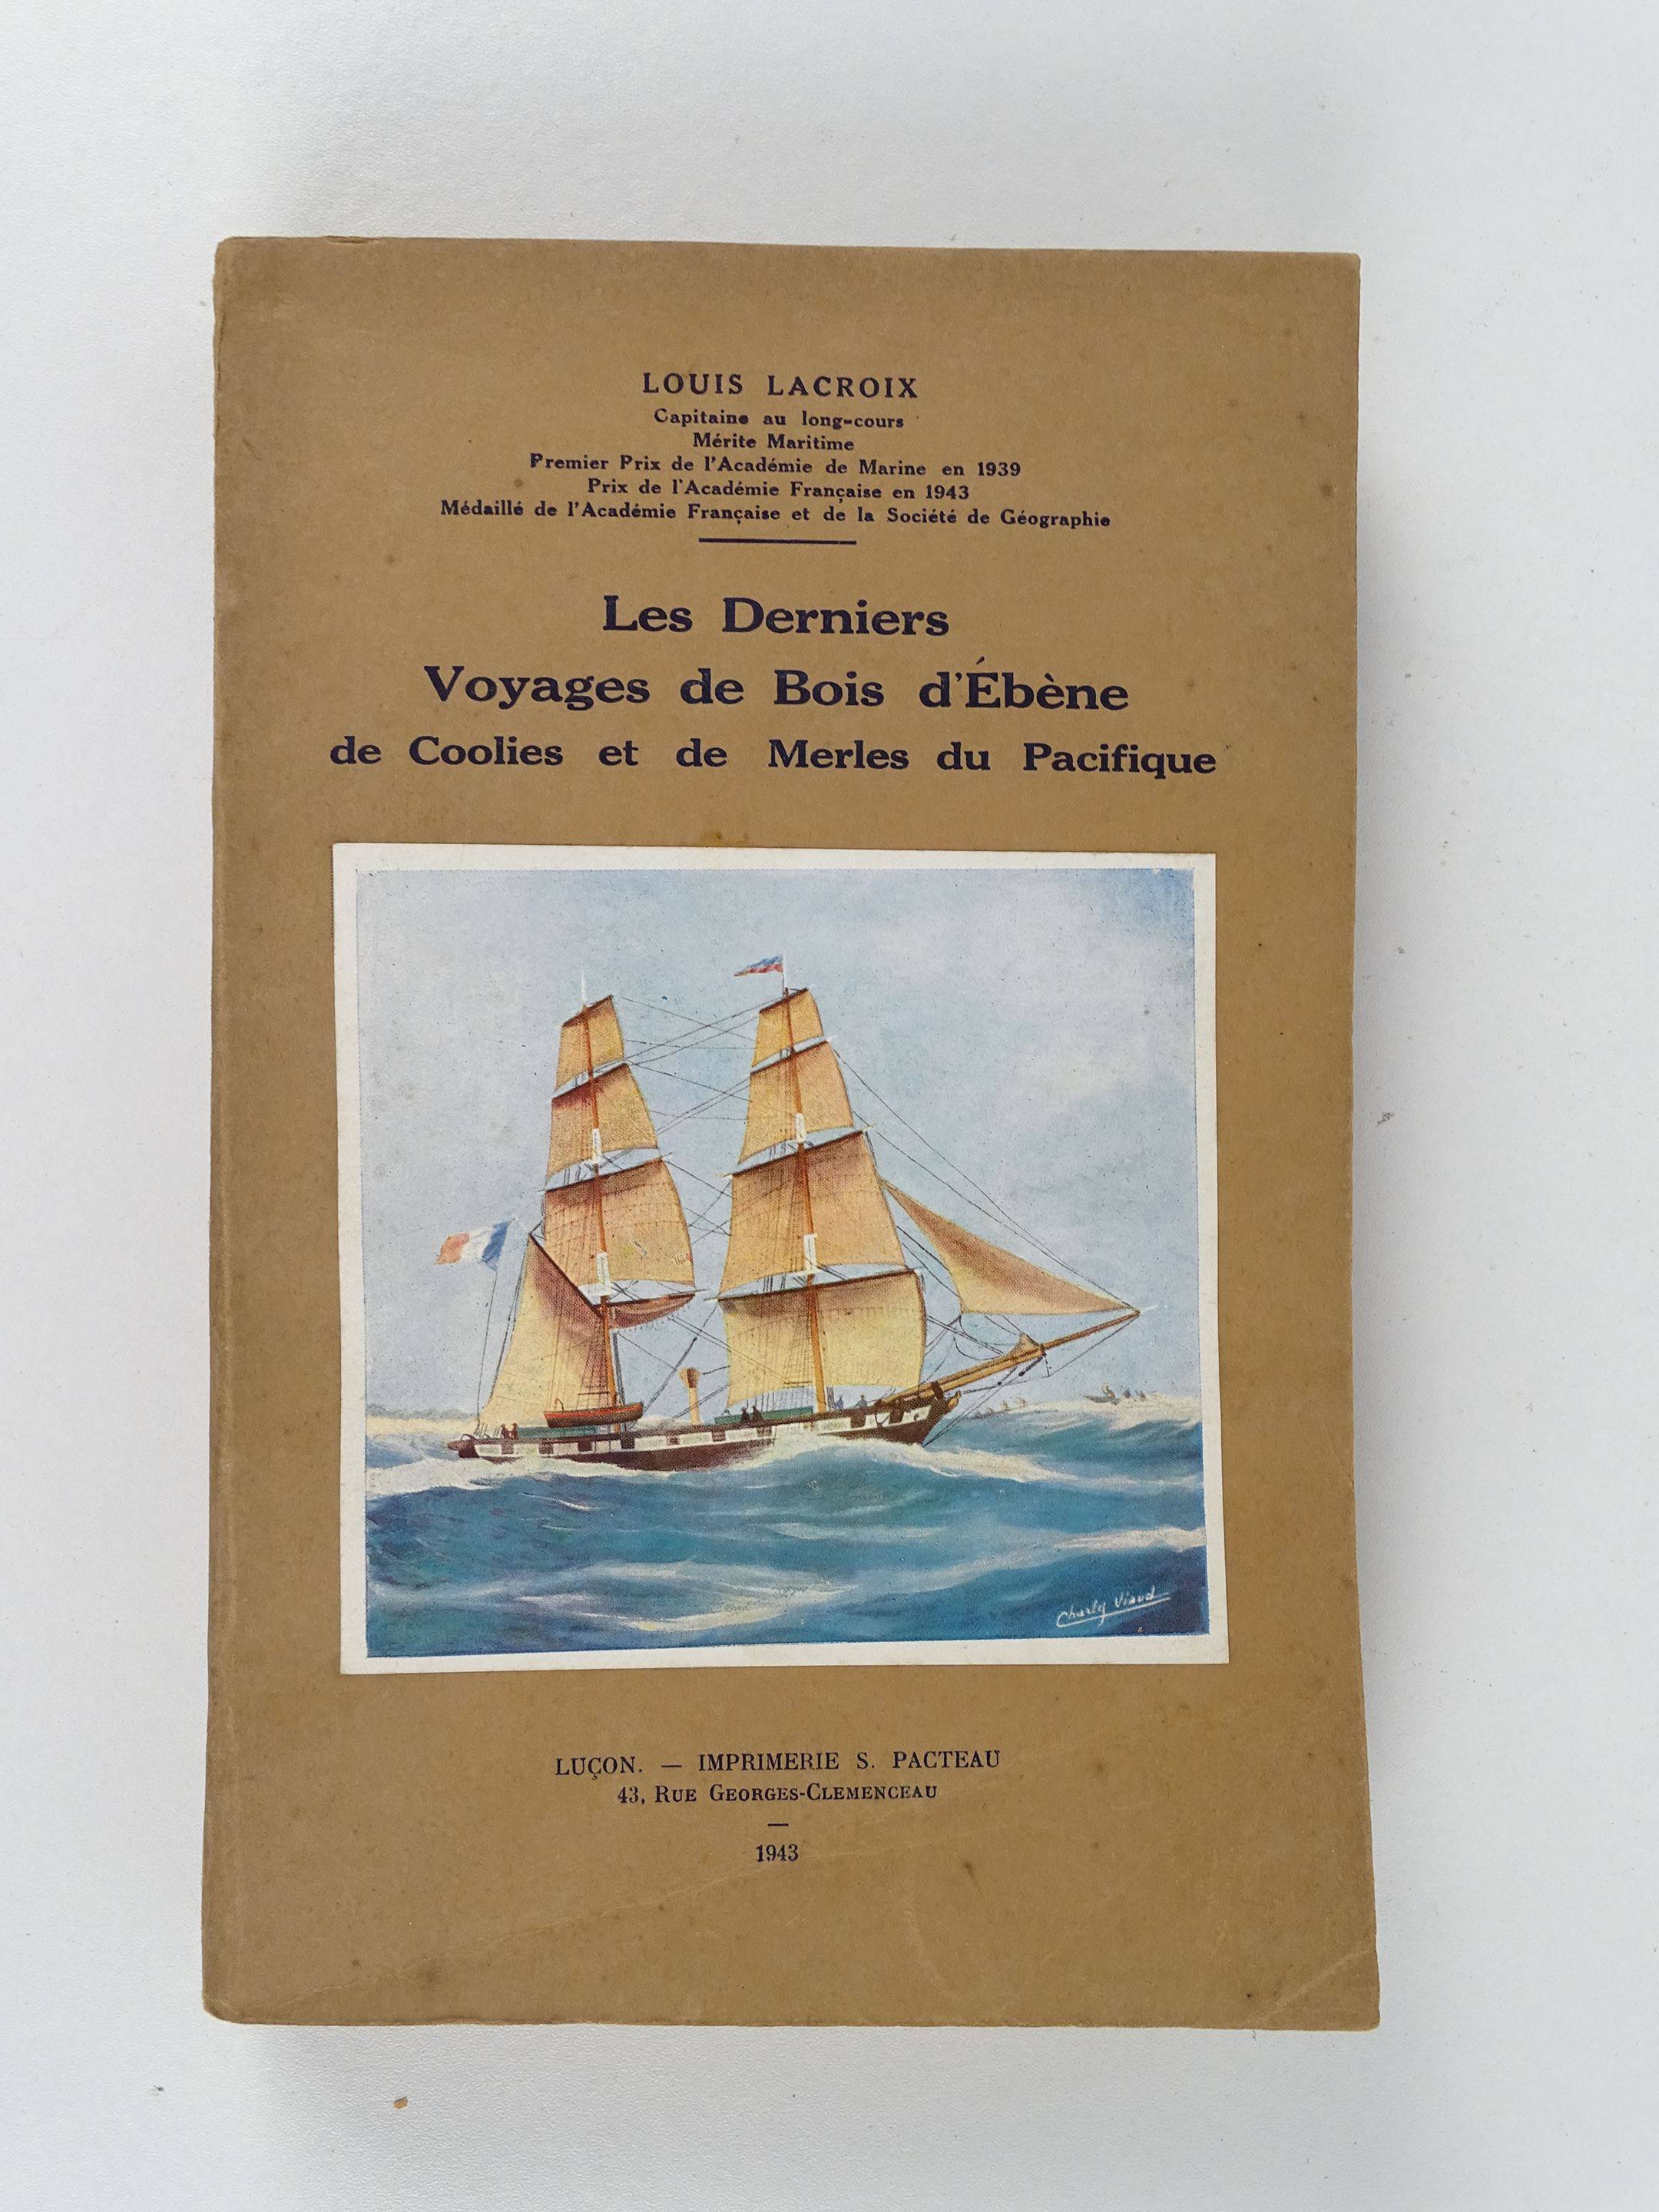 LOUIS LACROIX
Capitaine au long-cours
Mérite Maritime
Premier Prix de l'Académie de Marine en 1939
Prix de l'Académie Française en 1943
Médaillé de l'Académie Française et de la Société de Géographie
Les Derniers
Voyages de Bois d'Ébène
de Coolies et de Merles du Pacifique
Charly Viaud
LUÇON. — IMPRIMERIE S. PACTEAU
43, Rue Georges-Clemenceau
1943